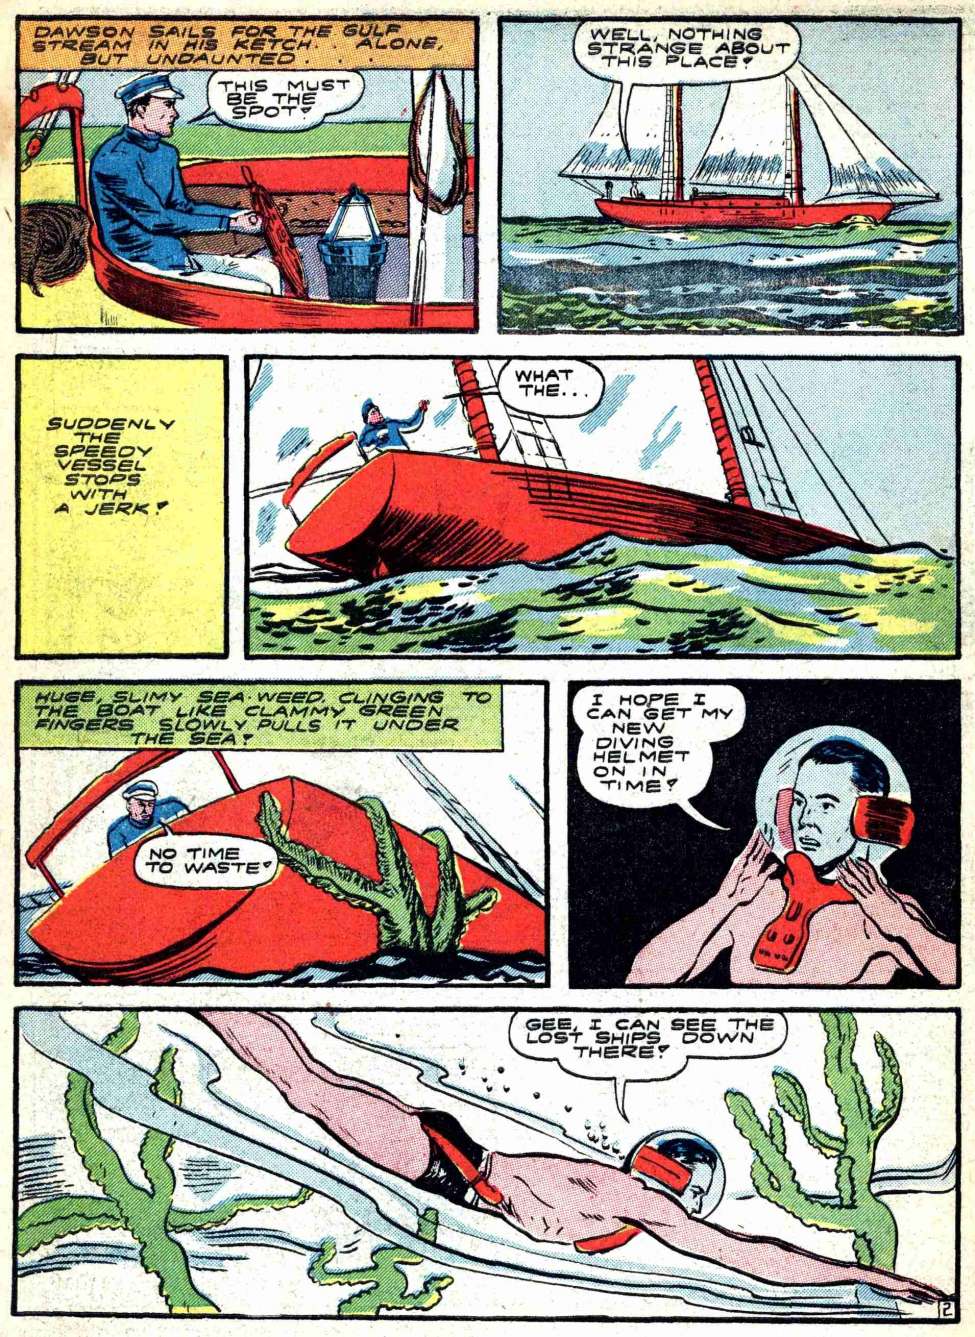 DAWSON SAILS FOR THE GULF
STREAM IN HIS KETCH. . ALONE,
BUT UNDAUNTED . . . .
THIS MUST
BE THE
SPOT!
WELL, NOTHING
STRANGE ABOUT
THIS PLACE!
SUDDENLY
THE
SPEEDY
VESSEL
STOPS
WITH
A JERK!
WHAT
THE...
HUGE, SLIMY SEA-WEED CLINGING TO
THE BOAT LIKE CLAMMY GREEN
FINGERS SLOWLY PULLS IT UNDER
THE SEA!
NO TIME
TO WASTE!
I HOPE I
CAN GET MY
NEW
DIVING
HELMET
ON IN
TIME!
GEE, I CAN SEE THE
LOST SHIPS DOWN
THERE!
2